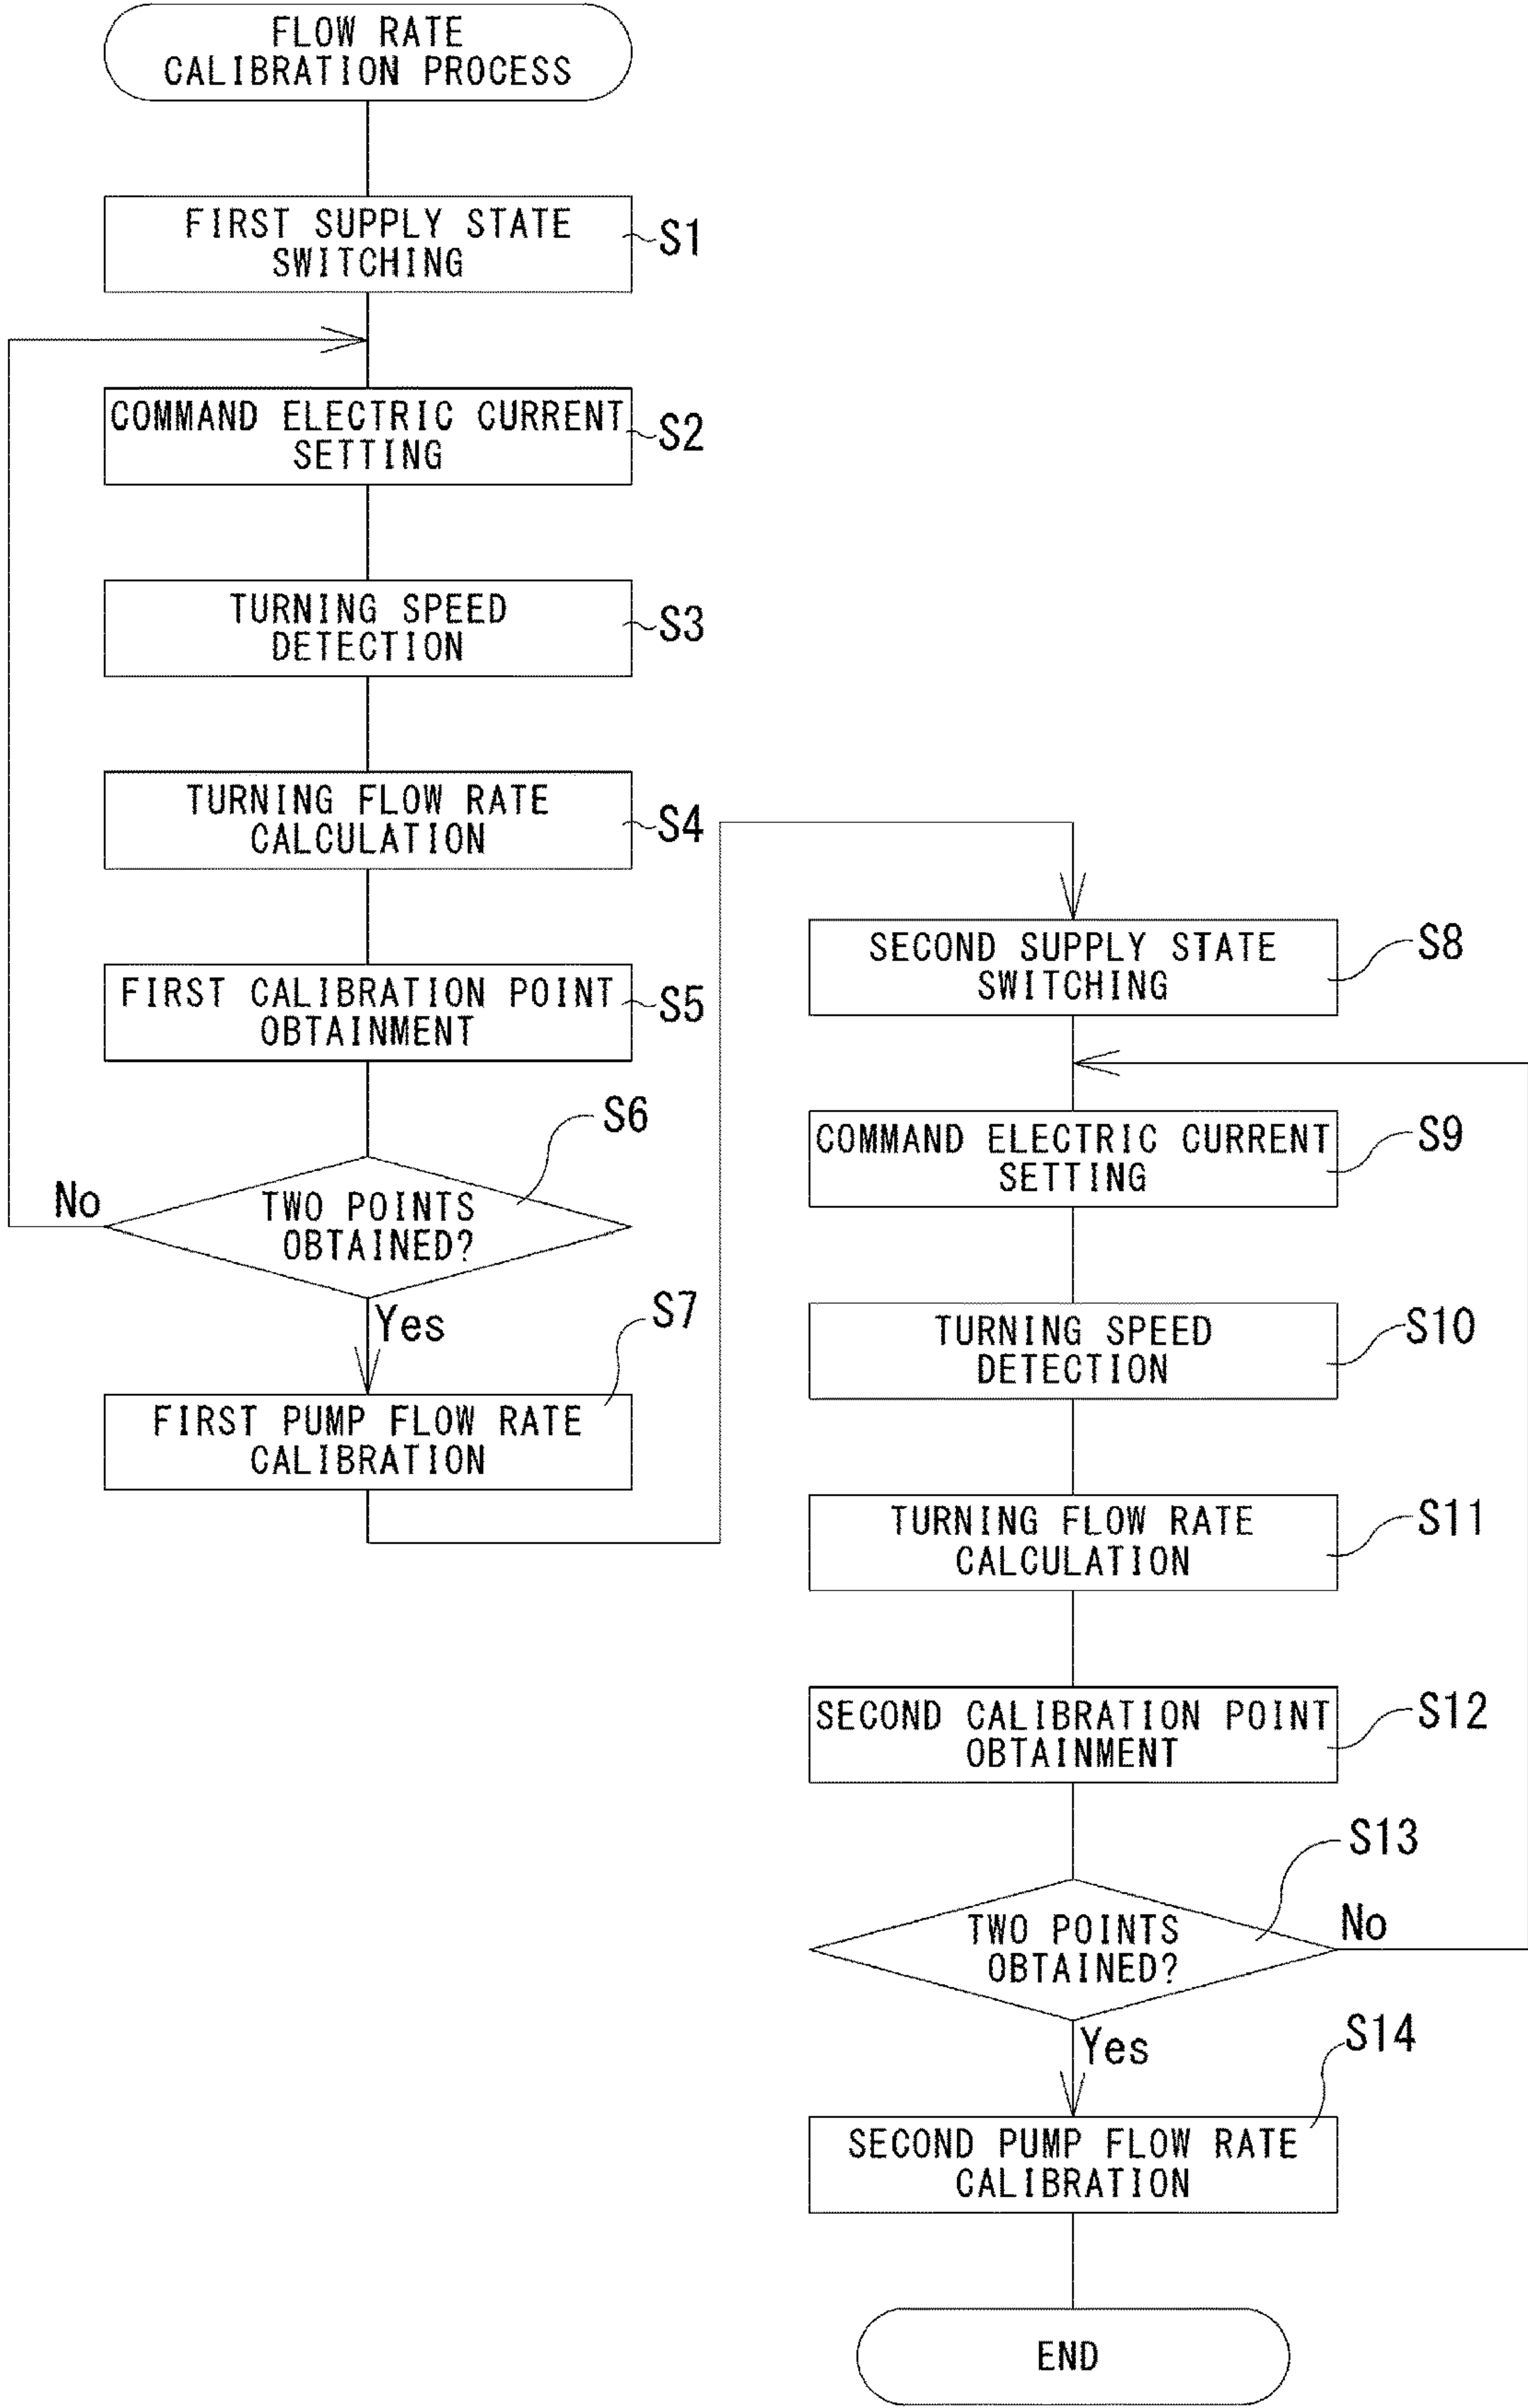 FLOW RATE
CALIBRATION PROCESS
FIRST SUPPLY STATE
SWITCHING
S1
COMMAND ELECTRIC CURRENT
SETTING
S2
TURNING SPEED
DETECTION
S3
TURNING FLOW RATE
CALCULATION
S4
FIRST CALIBRATION POINT
OBTAINMENT
S5
S6
TWO POINTS
OBTAINED?
No
Yes
S7
FIRST PUMP FLOW RATE
CALIBRATION
SECOND SUPPLY STATE
SWITCHING
S8
COMMAND ELECTRIC CURRENT
SETTING
S9
TURNING SPEED
DETECTION
S10
TURNING FLOW RATE
CALCULATION
S11
SECOND CALIBRATION POINT
OBTAINMENT
S12
S13
TWO POINTS
OBTAINED?
No
Yes
S14
SECOND PUMP FLOW RATE
CALIBRATION
END